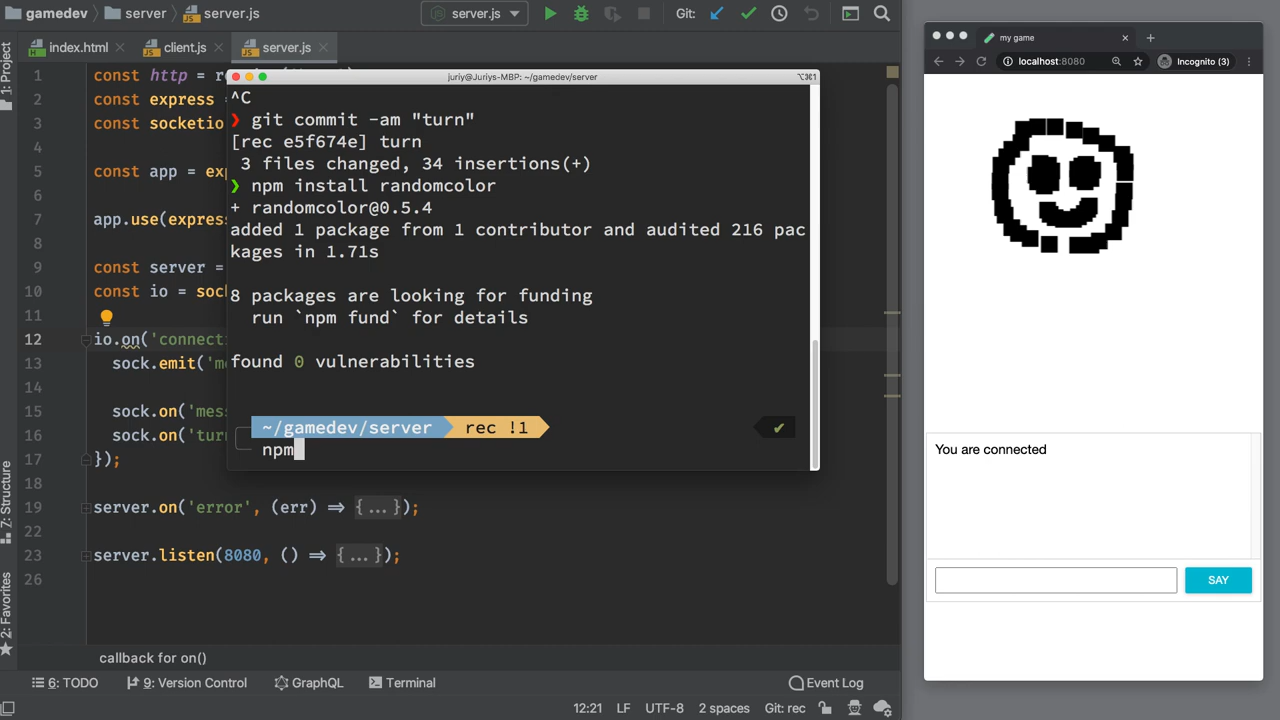 gamedev
server
server.js
server.js
Git:
index.html
client.js
server.js
1: Project
7: Structure
2: Favorites
1 const http = r
2 const express =
3 const socketio
4
5 const app = exp
6
7 app.use(express
8
9 const server =
10 const io = sock
11
12 io.on('connect:
13 sock.emit('me
14
15 sock.on('mess
16 sock.on('tur
17 });
18
19 server.on('error', (err) ⇒ {...});
22
23 server.listen(8080, () ⇒ {...});
26
juriy@Juriys-MBP: ~/gamedev/server
⌥⌘1
^C
❯ git commit -am "turn"
[rec e5f674e] turn
3 files changed, 34 insertions(+)
❯ npm install randomcolor
+ randomcolor@0.5.4
added 1 package from 1 contributor and audited 216 pac
kages in 1.71s
8 packages are looking for funding
run `npm fund` for details
found 0 vulnerabilities
~/gamedev/server rec !1 ✔
npm
callback for on()
6: TODO
9: Version Control
GraphQL
Terminal
Event Log
12:21 LF UTF-8 2 spaces Git: rec
my game
localhost:8080
Incognito (3)
You are connected
SAY